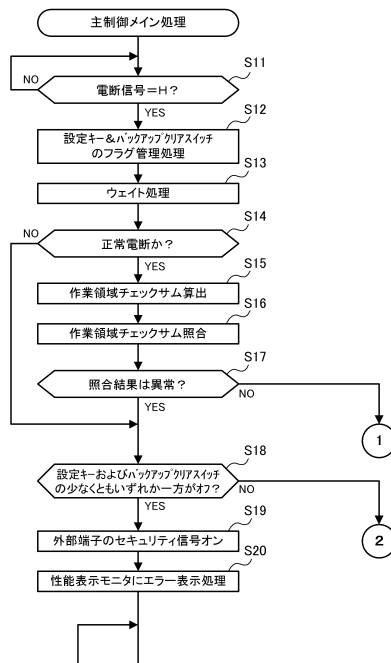 主制御メイン処理
S11
NO
電断信号＝H？
YES
S12
設定キー＆ﾊﾞｯｸｱｯﾌﾟｸﾘｱｽｲｯﾁ
のフラグ管理処理
S13
ウェイト処理
S14
NO
正常電断か？
YES
S15
作業領域チェックサム算出
S16
作業領域チェックサム照合
S17
照合結果は異常？
NO
YES
1
S18
設定キーおよびﾊﾞｯｸｱｯﾌﾟｸﾘｱｽｲｯﾁ
の少なくともいずれか一方がオフ？
NO
YES
2
S19
外部端子のセキュリティ信号オン
S20
性能表示モニタにエラー表示処理